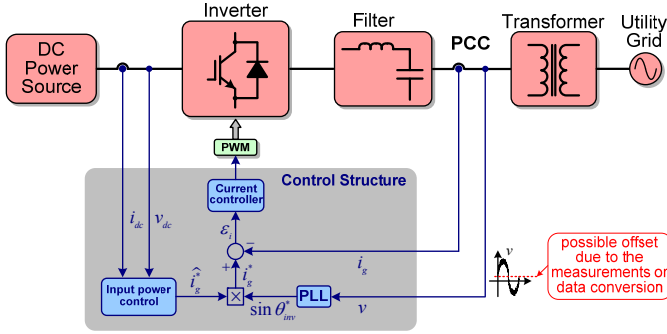 Inverter
Filter
Transformer
Utility
Grid
PCC
DC
Power
Source
PWM
Control Structure
Current
controller
i_dc
v_dc
ε_i
−
+
î_g^*
i_g^*
i_g
v
Input power
control
×
sin θ_inv^*
PLL
v
possible offset
due to the
measurements or
data conversion